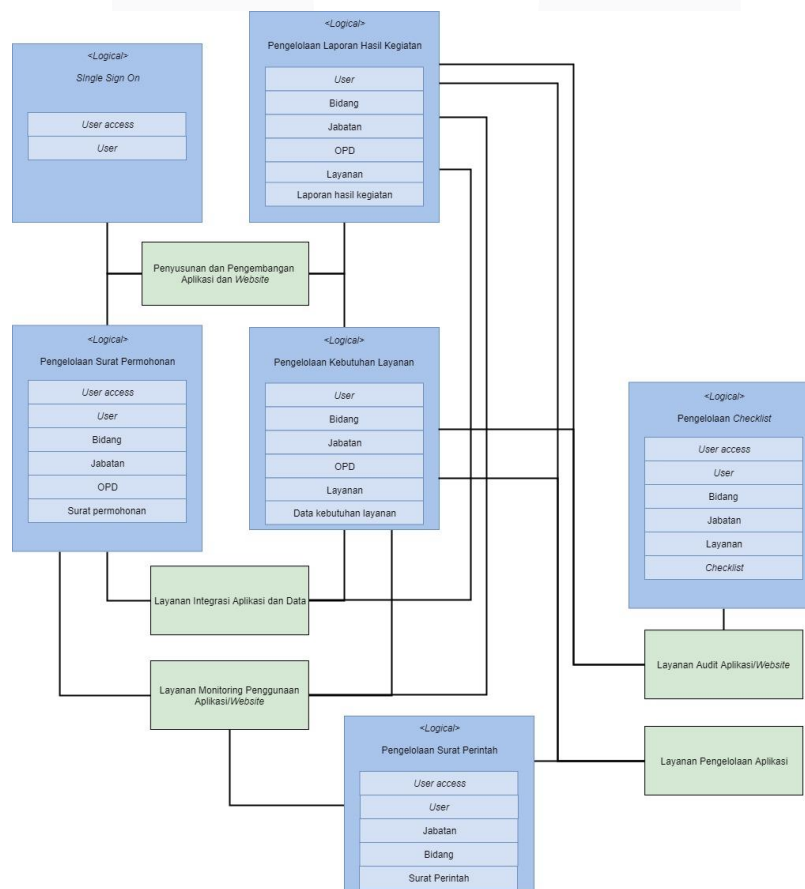 <Logical>
SIngle Sign On
User access
User
<Logical>
Pengelolaan Laporan Hasil Kegiatan
User
Bidang
Jabatan
OPD
Layanan
Laporan hasil kegiatan
Penyusunan dan Pengembangan
Aplikasi dan Website
<Logical>
Pengelolaan Surat Permohonan
User access
User
Bidang
Jabatan
OPD
Surat permohonan
<Logical>
Pengelolaan Kebutuhan Layanan
User
Bidang
Jabatan
OPD
Layanan
Data kebutuhan layanan
<Logical>
Pengelolaan Checklist
User access
User
Bidang
Jabatan
Layanan
Checklist
Layanan Integrasi Aplikasi dan Data
Layanan Monitoring Penggunaan
Aplikasi/Website
Layanan Audit Aplikasi/Website
Layanan Pengelolaan Aplikasi
<Logical>
Pengelolaan Surat Perintah
User access
User
Jabatan
Bidang
Surat Perintah